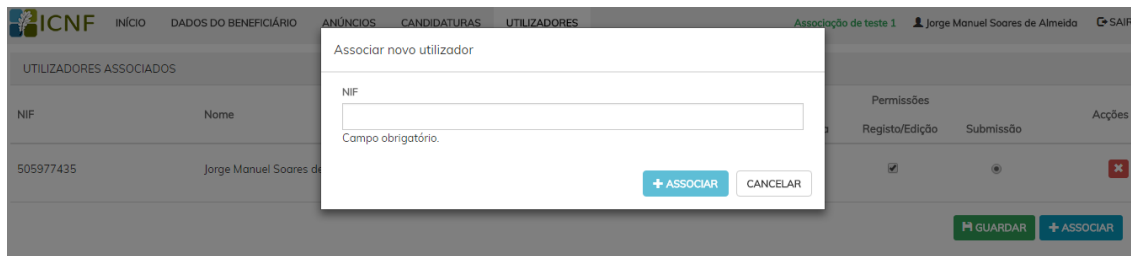 ICNF INÍCIO DADOS DO BENEFICIÁRIO ANÚNCIOS CANDIDATURAS UTILIZADORES Associação de teste 1 Jorge Manuel Soares de Almeida SAIR
Associar novo utilizador
UTILIZADORES ASSOCIADOS
NIF
Permissões
NIF Nome Acções
Registo/Edição Submissão
Campo obrigatório.
505977435 Jorge Manuel Soares de
+ ASSOCIAR CANCELAR
GUARDAR + ASSOCIAR